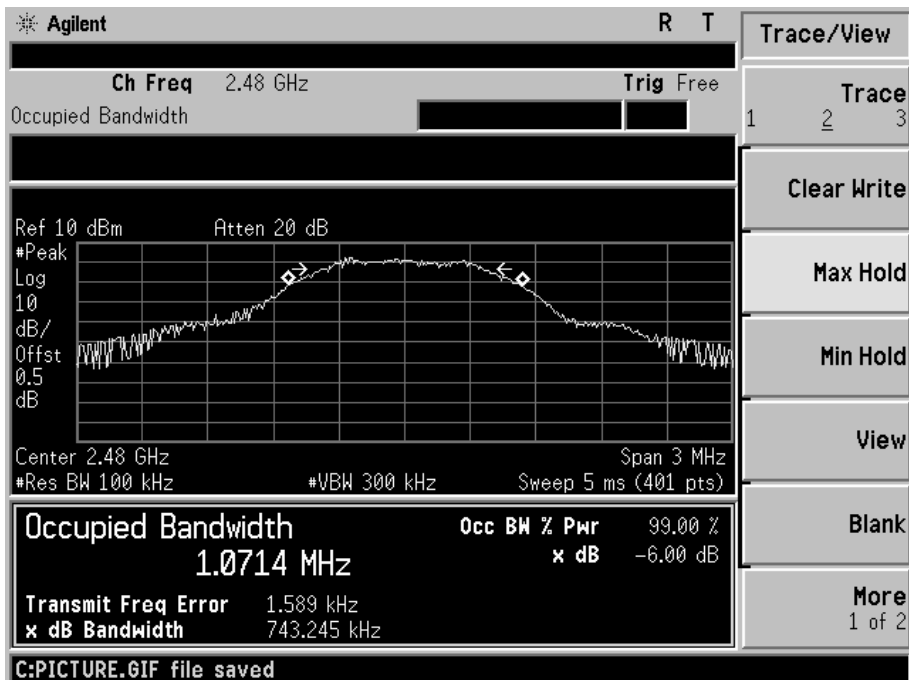 Agilent R T
Ch Freq 2.48 GHz Trig Free
Occupied Bandwidth
Ref 10 dBm Atten 20 dB
#Peak
Log
10
dB/
Offst
0.5
dB
Center 2.48 GHz Span 3 MHz
#Res BW 100 kHz #VBW 300 kHz Sweep 5 ms (401 pts)
Occupied Bandwidth Occ BW % Pwr 99.00 %
1.0714 MHz x dB -6.00 dB
Transmit Freq Error 1.589 kHz
x dB Bandwidth 743.245 kHz
C:PICTURE.GIF file saved
Trace/View
Trace
1 2 3
Clear Write
Max Hold
Min Hold
View
Blank
More
1 of 2